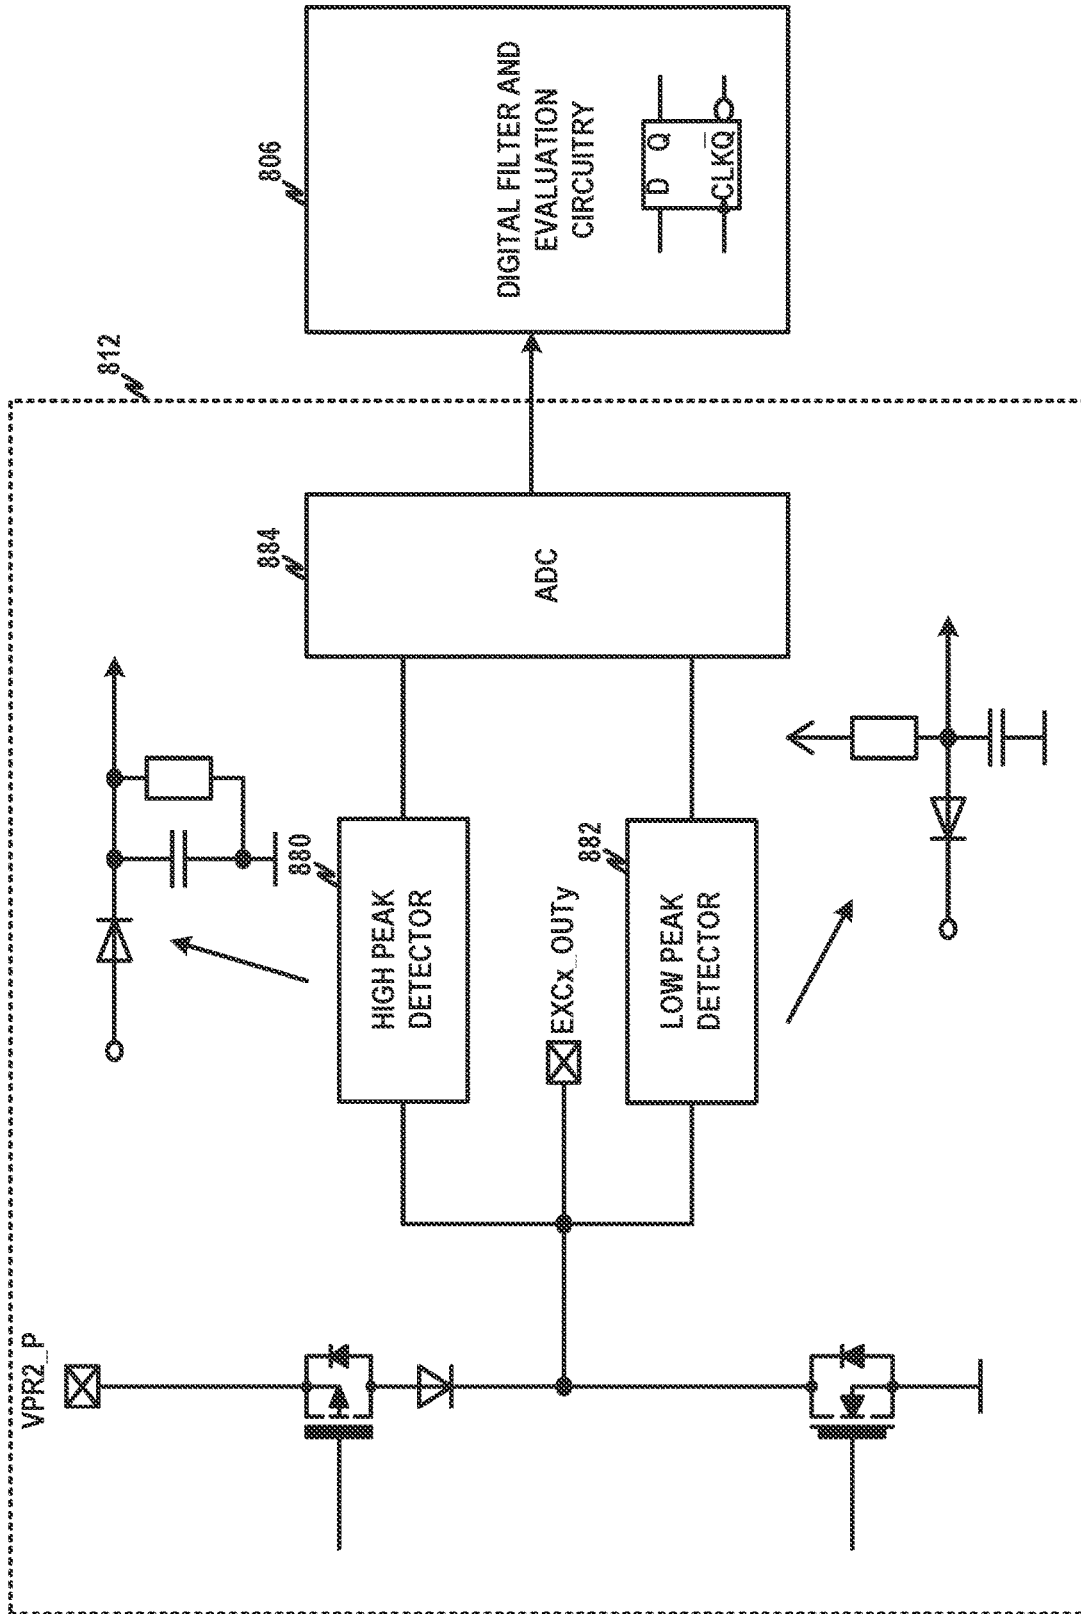 812
806
DIGITAL FILTER AND
EVALUATION
CIRCUITRY
D Q
CLKQ̅
884
ADC
880
HIGH PEAK
DETECTOR
882
LOW PEAK
DETECTOR
EXCx_OUTy
VPR2_P